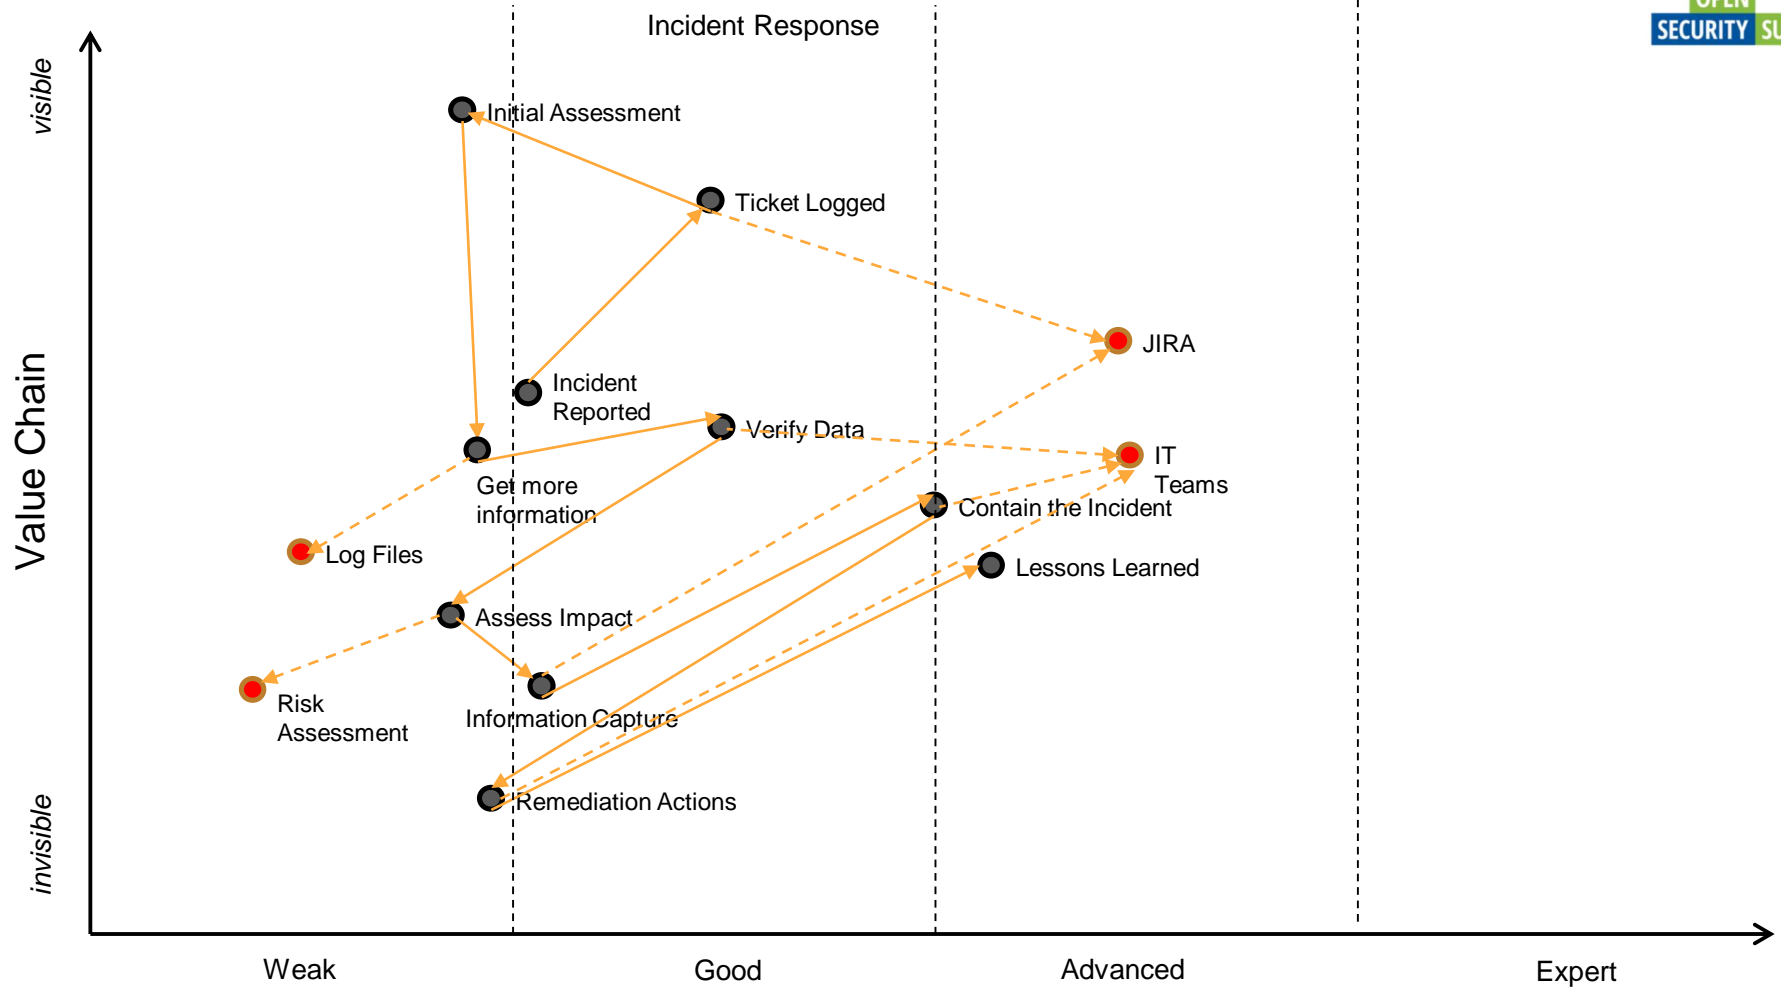 OPEN
SECURITY SU
Incident Response
visible
Initial Assessment
Ticket Logged
JIRA
Value Chain
Incident
Reported
Verify Data
IT
Teams
Get more
information
Contain the Incident
Log Files
Lessons Learned
Assess Impact
Risk
Assessment
Information Capture
Remediation Actions
invisible
Weak
Good
Advanced
Expert